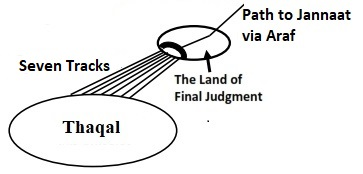 Path to Jannaat
via Araf
Seven Tracks
The Land of
Final Judgment
Thaqal